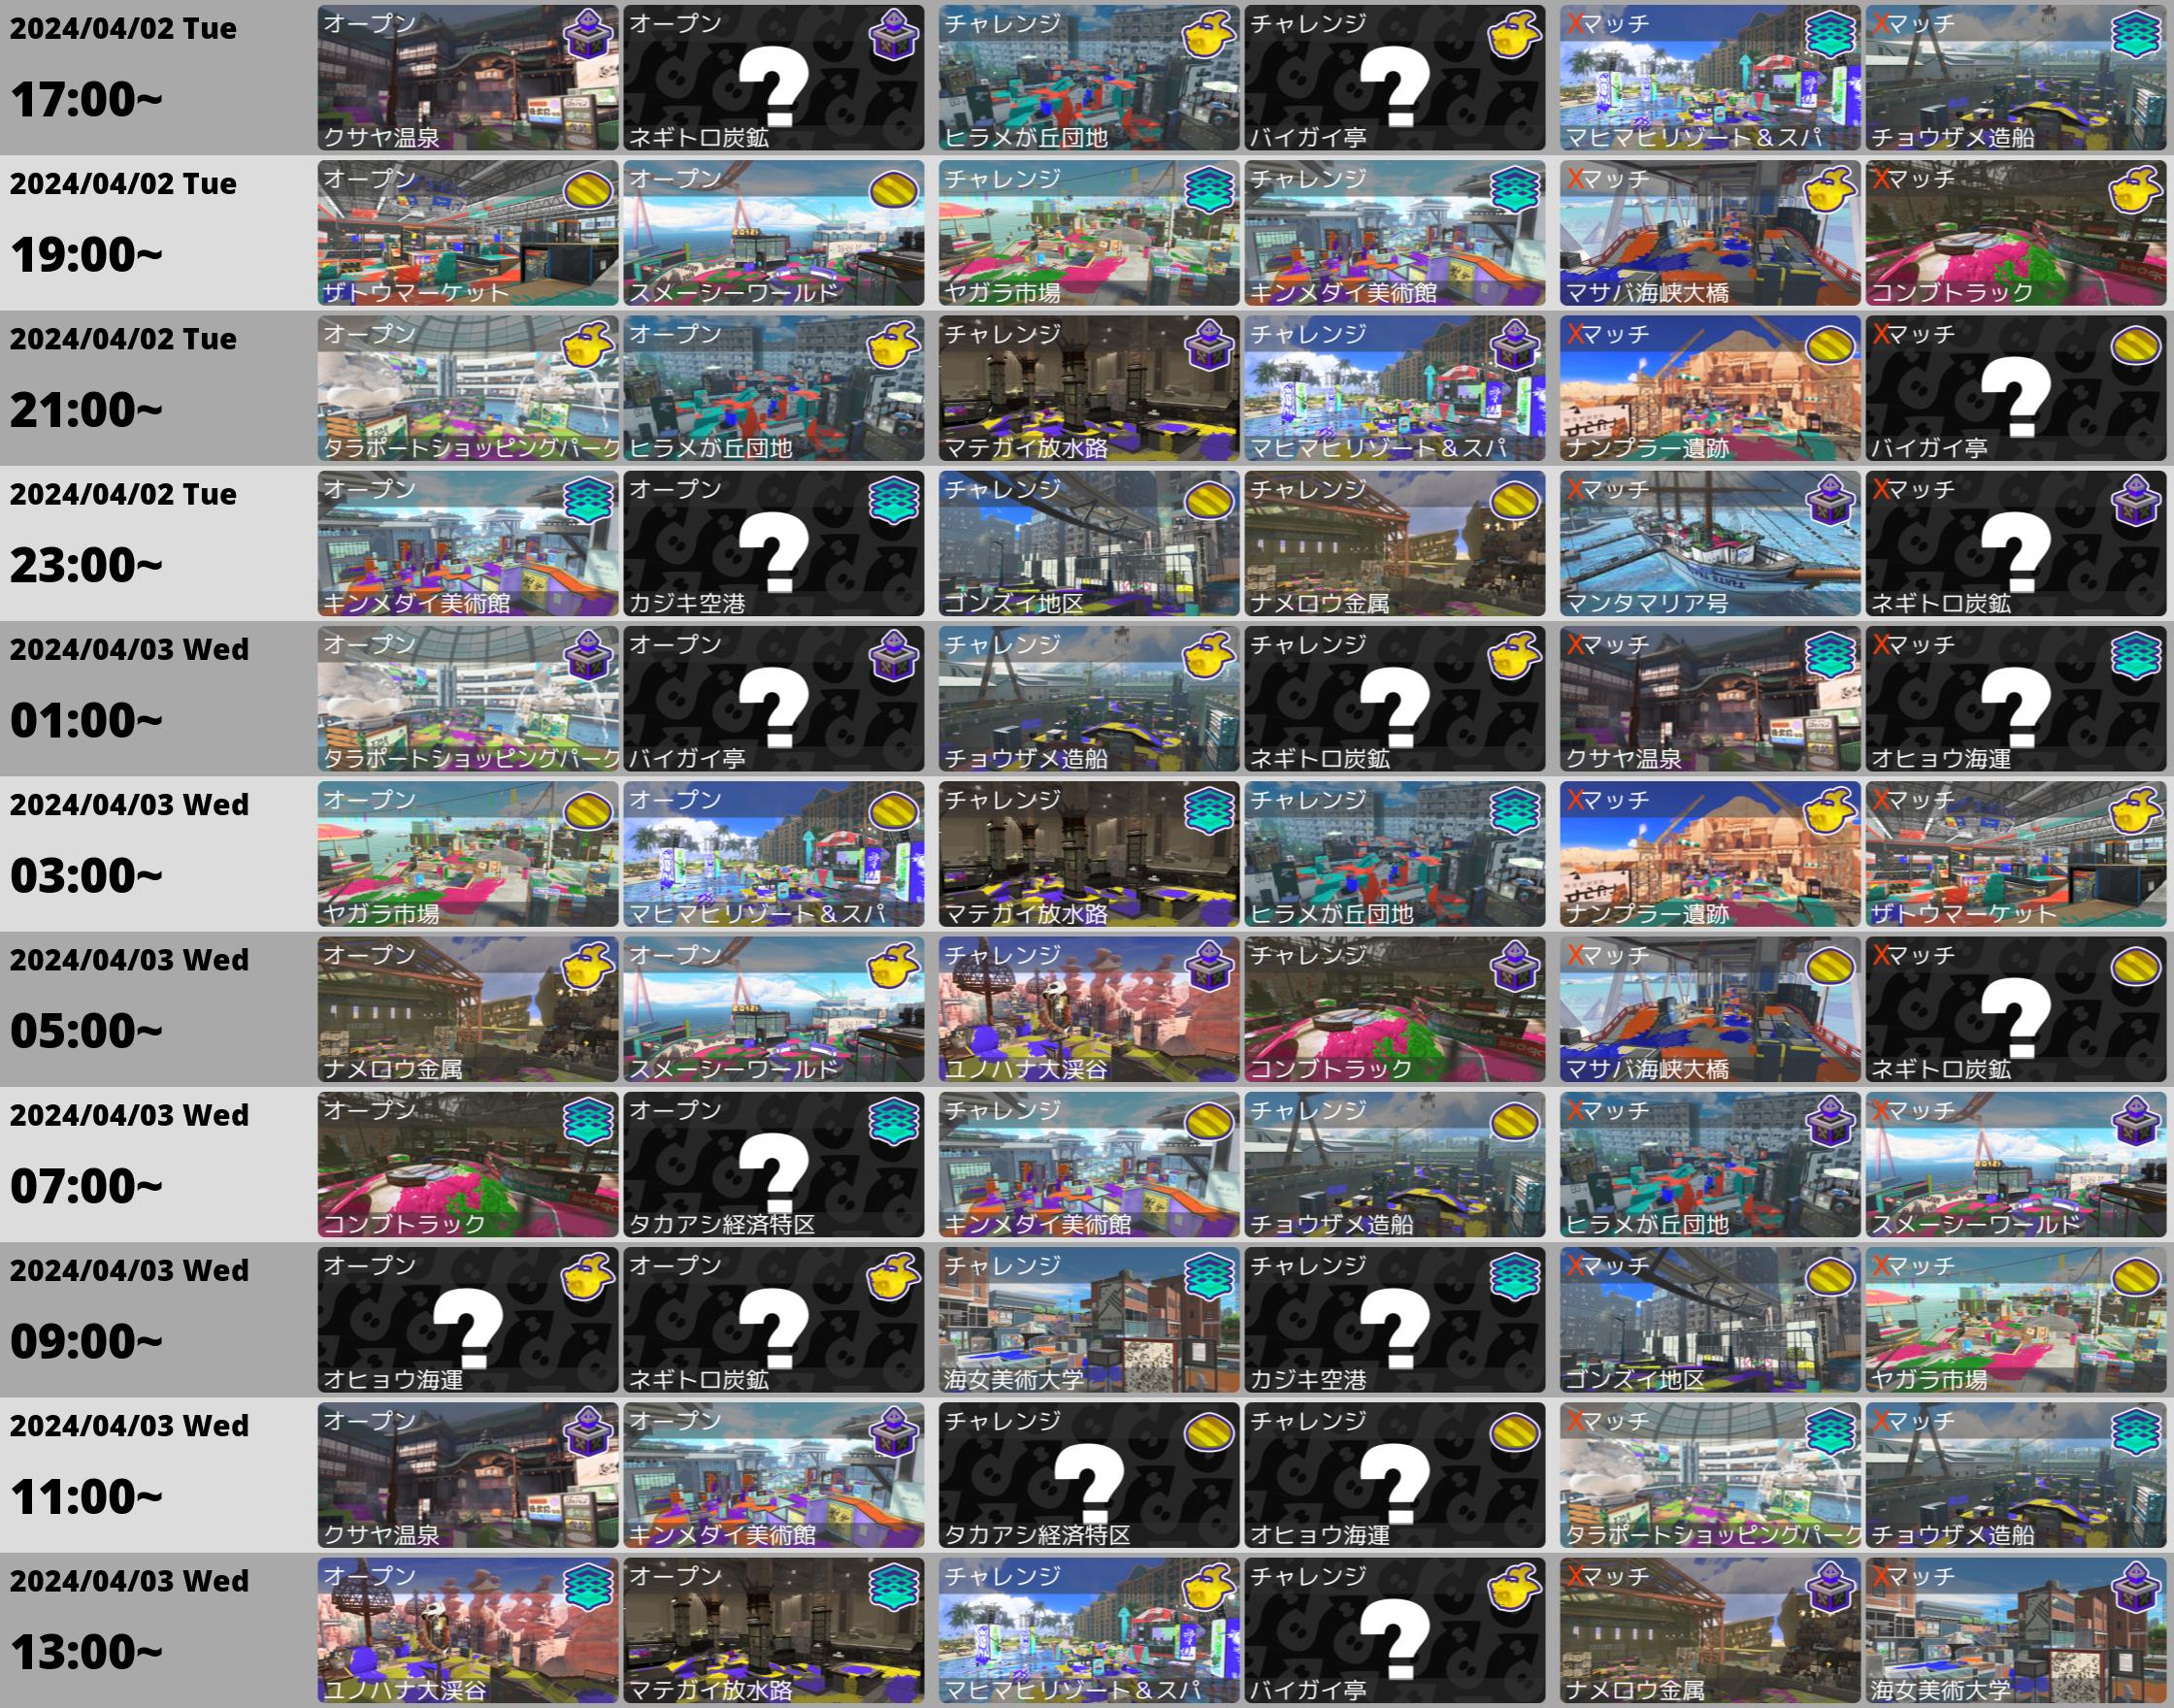 2024/04/02 Tue
17:00~
オープン
クサヤ温泉
オープン
ネギトロ炭鉱
チャレンジ
ヒラメが丘団地
チャレンジ
バイガイ亭
Xマッチ
マヒマヒリゾート＆スパ
Xマッチ
チョウザメ造船
2024/04/02 Tue
19:00~
オープン
ザトウマーケット
オープン
スメーシーワールド
チャレンジ
ヤガラ市場
チャレンジ
キンメダイ美術館
Xマッチ
マサバ海峡大橋
Xマッチ
コンブトラック
2024/04/02 Tue
21:00~
オープン
タラポートショッピングパーク
オープン
ヒラメが丘団地
チャレンジ
マテガイ放水路
チャレンジ
マヒマヒリゾート＆スパ
Xマッチ
ナンプラー遺跡
Xマッチ
バイガイ亭
2024/04/02 Tue
23:00~
オープン
キンメダイ美術館
オープン
カジキ空港
チャレンジ
ゴンズイ地区
チャレンジ
ナメロウ金属
Xマッチ
マンタマリア号
Xマッチ
ネギトロ炭鉱
2024/04/03 Wed
01:00~
オープン
タラポートショッピングパーク
オープン
バイガイ亭
チャレンジ
チョウザメ造船
チャレンジ
ネギトロ炭鉱
Xマッチ
クサヤ温泉
Xマッチ
オヒョウ海運
2024/04/03 Wed
03:00~
オープン
ヤガラ市場
オープン
マヒマヒリゾート＆スパ
チャレンジ
マテガイ放水路
チャレンジ
ヒラメが丘団地
Xマッチ
ナンプラー遺跡
Xマッチ
ザトウマーケット
2024/04/03 Wed
05:00~
オープン
ナメロウ金属
オープン
スメーシーワールド
チャレンジ
ユノハナ大渓谷
チャレンジ
コンブトラック
Xマッチ
マサバ海峡大橋
Xマッチ
ネギトロ炭鉱
2024/04/03 Wed
07:00~
オープン
コンブトラック
オープン
タカアシ経済特区
チャレンジ
キンメダイ美術館
チャレンジ
チョウザメ造船
Xマッチ
ヒラメが丘団地
Xマッチ
スメーシーワールド
2024/04/03 Wed
09:00~
オープン
オヒョウ海運
オープン
ネギトロ炭鉱
チャレンジ
海女美術大学
チャレンジ
カジキ空港
Xマッチ
ゴンズイ地区
Xマッチ
ヤガラ市場
2024/04/03 Wed
11:00~
オープン
クサヤ温泉
オープン
キンメダイ美術館
チャレンジ
タカアシ経済特区
チャレンジ
オヒョウ海運
Xマッチ
タラポートショッピングパーク
Xマッチ
チョウザメ造船
2024/04/03 Wed
13:00~
オープン
ユノハナ大渓谷
オープン
マテガイ放水路
チャレンジ
マヒマヒリゾート＆スパ
チャレンジ
バイガイ亭
Xマッチ
ナメロウ金属
Xマッチ
海女美術大学